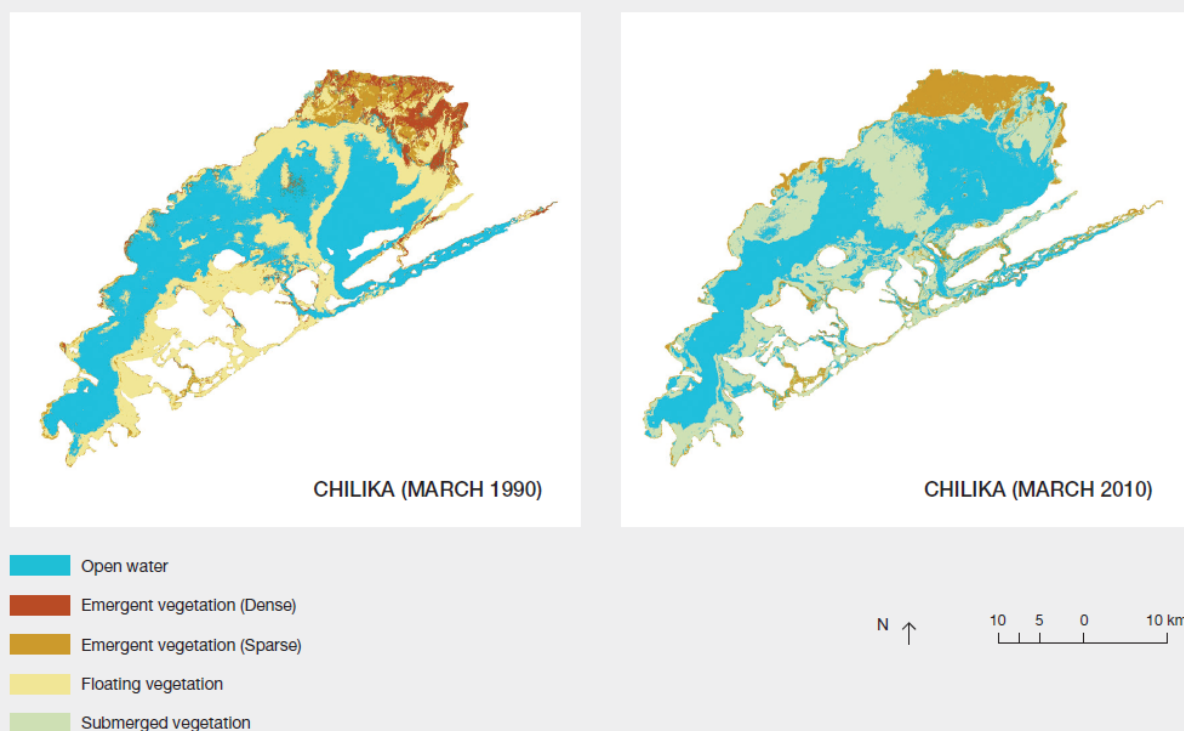 CHILIKA (MARCH 1990)
CHILIKA (MARCH 2010)
Open water
Emergent vegetation (Dense)
Emergent vegetation (Sparse)
Floating vegetation
Submerged vegetation
N
10 5 0 10 km